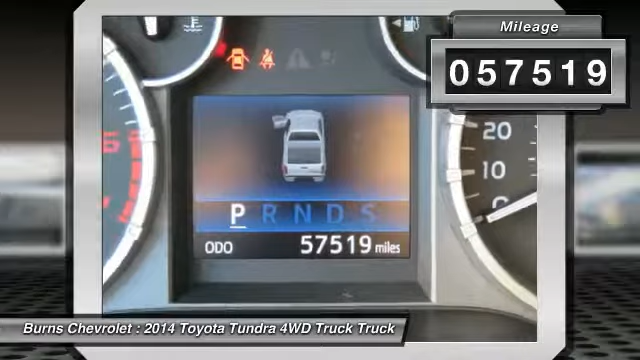 Mileage
057519
20
10
P R N D S
ODO 57519 miles
Burns Chevrolet : 2014 Toyota Tundra 4WD Truck Truck